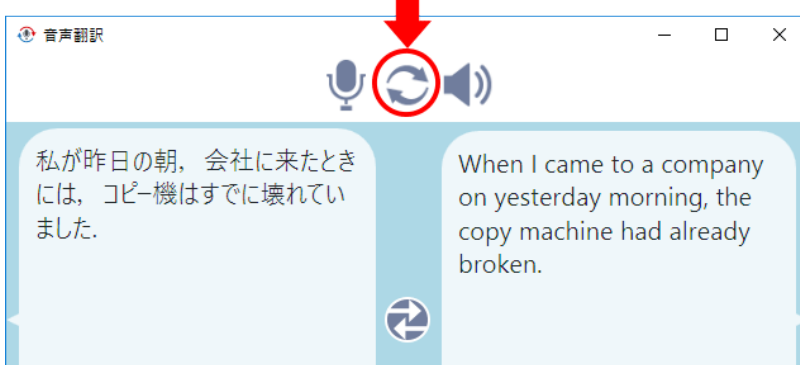 音声翻訳
私が昨日の朝, 会社に来たとき
には, コピー機はすでに壊れてい
ました.
When I came to a company
on yesterday morning, the
copy machine had already
broken.